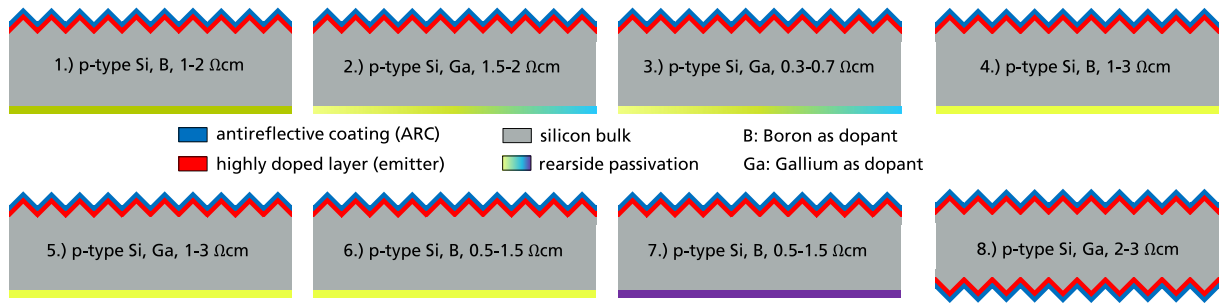 1.) p-type Si, B, 1-2 Ωcm
2.) p-type Si, Ga, 1.5-2 Ωcm
3.) p-type Si, Ga, 0.3-0.7 Ωcm
4.) p-type Si, B, 1-3 Ωcm
antireflective coating (ARC)
silicon bulk
B: Boron as dopant
highly doped layer (emitter)
rearside passivation
Ga: Gallium as dopant
5.) p-type Si, Ga, 1-3 Ωcm
6.) p-type Si, B, 0.5-1.5 Ωcm
7.) p-type Si, B, 0.5-1.5 Ωcm
8.) p-type Si, Ga, 2-3 Ωcm